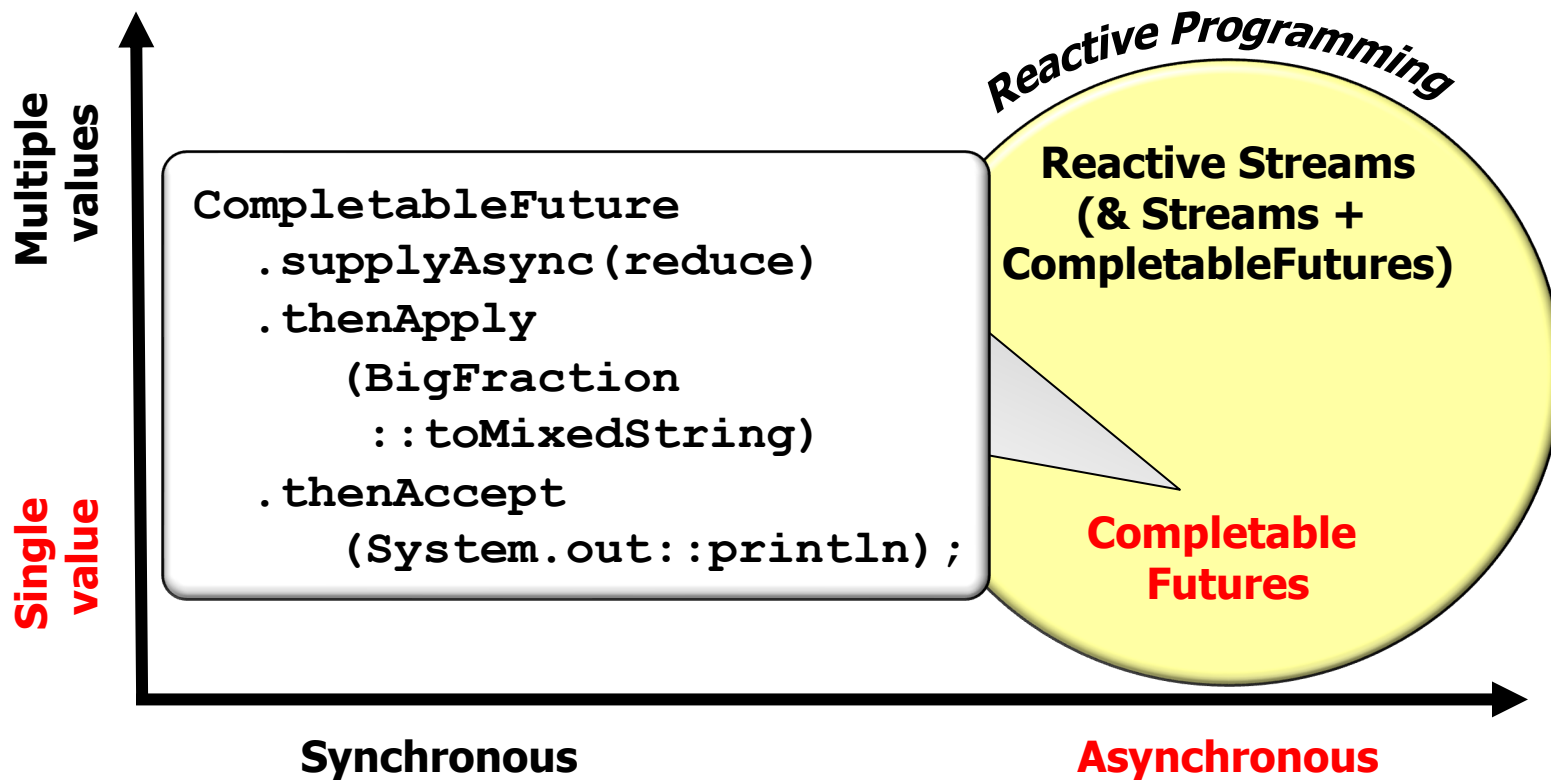 Reactive Programming
Multiple
values
Single
value
CompletableFuture
.supplyAsync(reduce)
.thenApply
(BigFraction
::toMixedString)
.thenAccept
(System.out::println);
Reactive Streams
(& Streams +
CompletableFutures)
Completable
Futures
Synchronous
Asynchronous